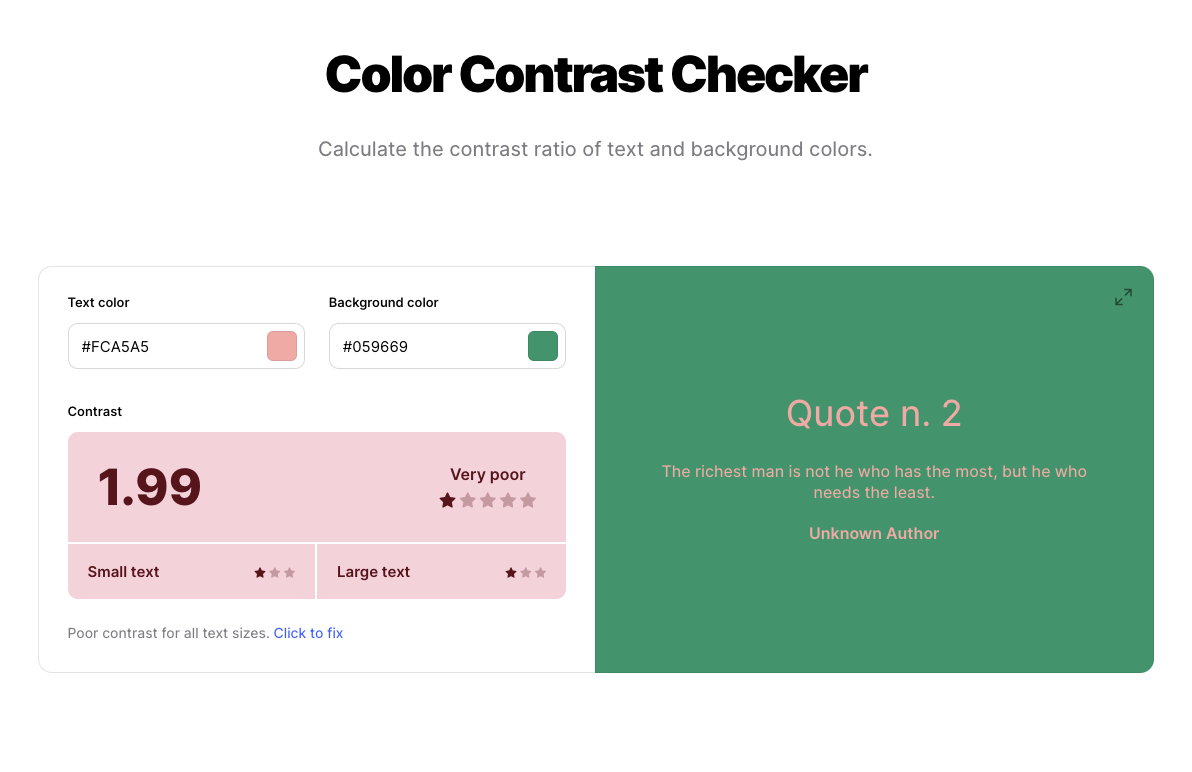 Color Contrast Checker
Calculate the contrast ratio of text and background colors.
Text color
Background color
#FCA5A5
#059669
Contrast
1.99
Very poor
Small text
Large text
Poor contrast for all text sizes. Click to fix
Quote n. 2
The richest man is not he who has the most, but he who
needs the least.
Unknown Author